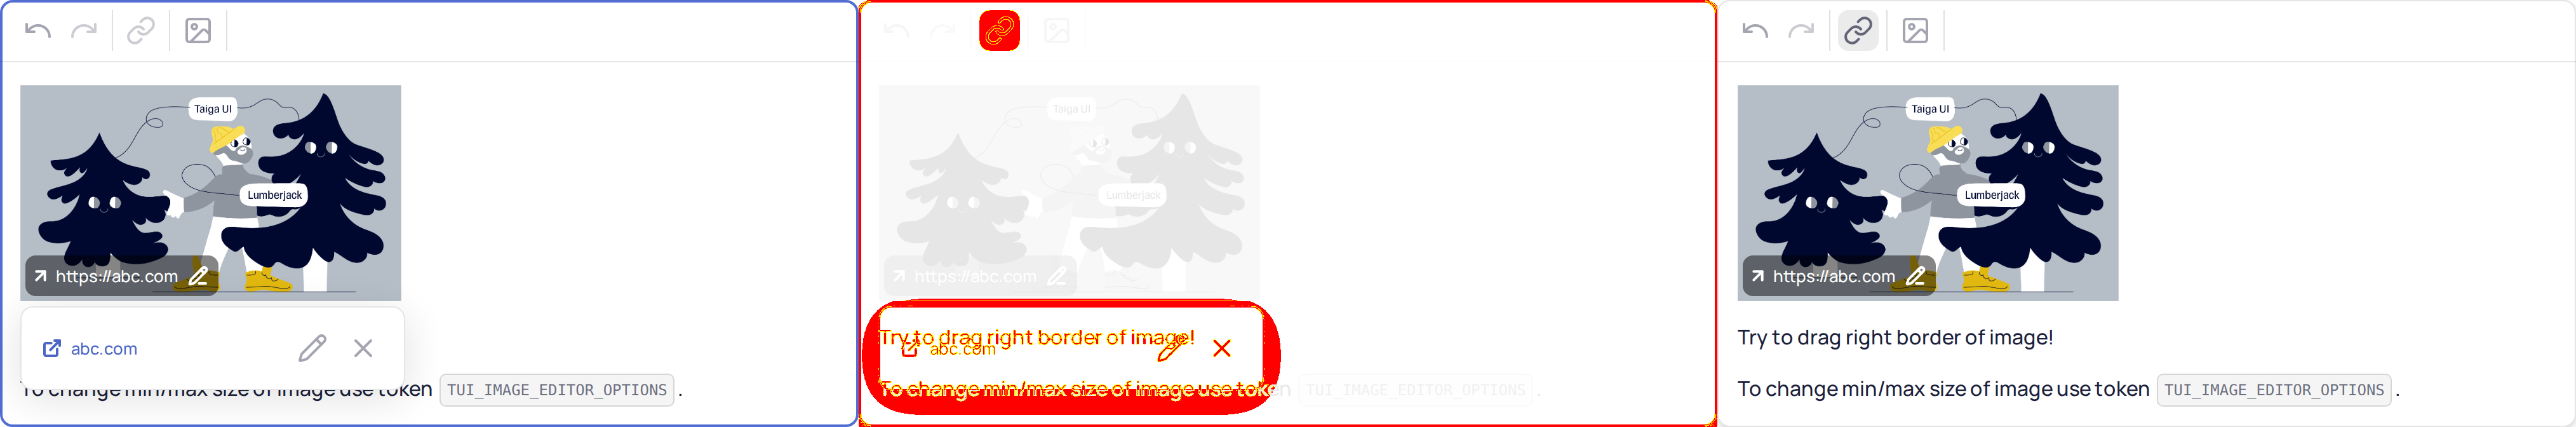 Taiga UI
Lumberjack
https://abc.com
abc.com
To change min/max size of image use token TUI_IMAGE_EDITOR_OPTIONS .
Taiga UI
Lumberjack
https://abc.com
Try to drag right border of image!
abc.com
To change min/max size of image use token TUI_IMAGE_EDITOR_OPTIONS .
Taiga UI
Lumberjack
https://abc.com
Try to drag right border of image!
To change min/max size of image use token TUI_IMAGE_EDITOR_OPTIONS .